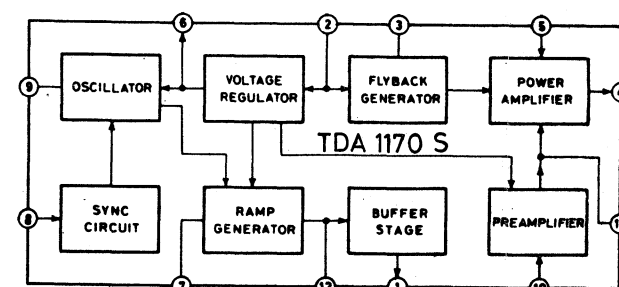 6
2
3
5
9
OSCILLATOR
VOLTAGE
REGULATOR
FLYBACK
GENERATOR
POWER
AMPLIFIER
4
TDA 1170 S
8
SYNC
CIRCUIT
RAMP
GENERATOR
BUFFER
STAGE
PREAMPLIFIER
7
12
1
10